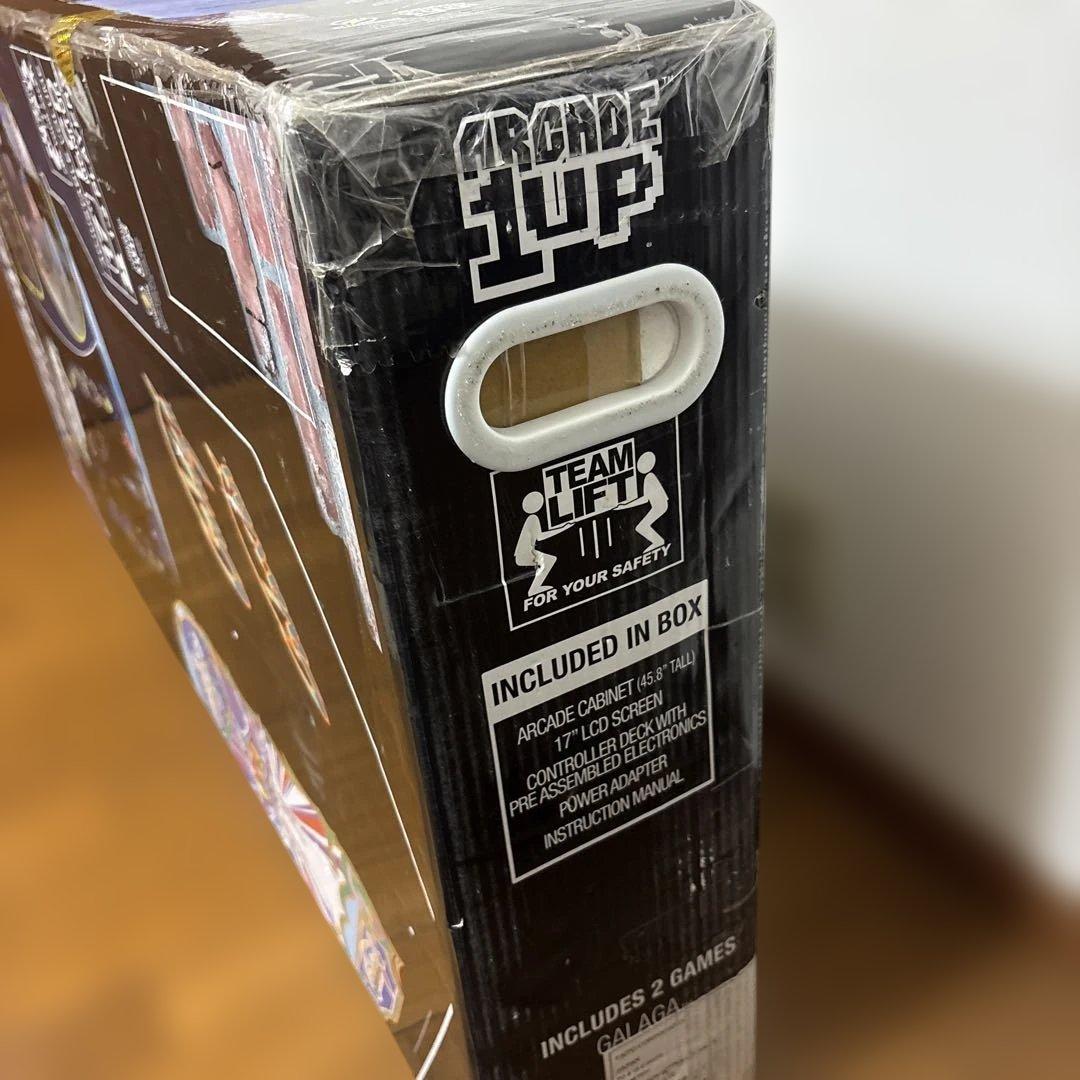 ARCADE™
1UP
TEAM
LIFT
FOR YOUR SAFETY
INCLUDED IN BOX
ARCADE CABINET (45.8" TALL)
17" LCD SCREEN
CONTROLLER DECK WITH
PRE ASSEMBLED ELECTRONICS
POWER ADAPTER
INSTRUCTION MANUAL
INCLUDES 2 GAMES
GALAGA